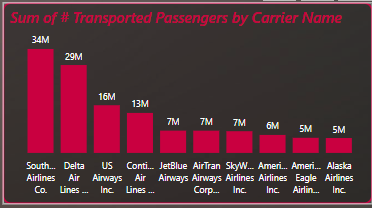 Sum of # Transported Passengers by Carrier Name
34M
29M
16M
13M
7M
7M
7M
6M
5M
5M
South... Airlines Co.
Delta Air Lines ...
US Airways Inc.
Conti... Air Lines ...
JetBlue Airways
AirTran Airways Corp...
SkyW... Airlines Inc.
Ameri... Airlines Inc.
Ameri... Eagle Airlin...
Alaska Airlines Inc.